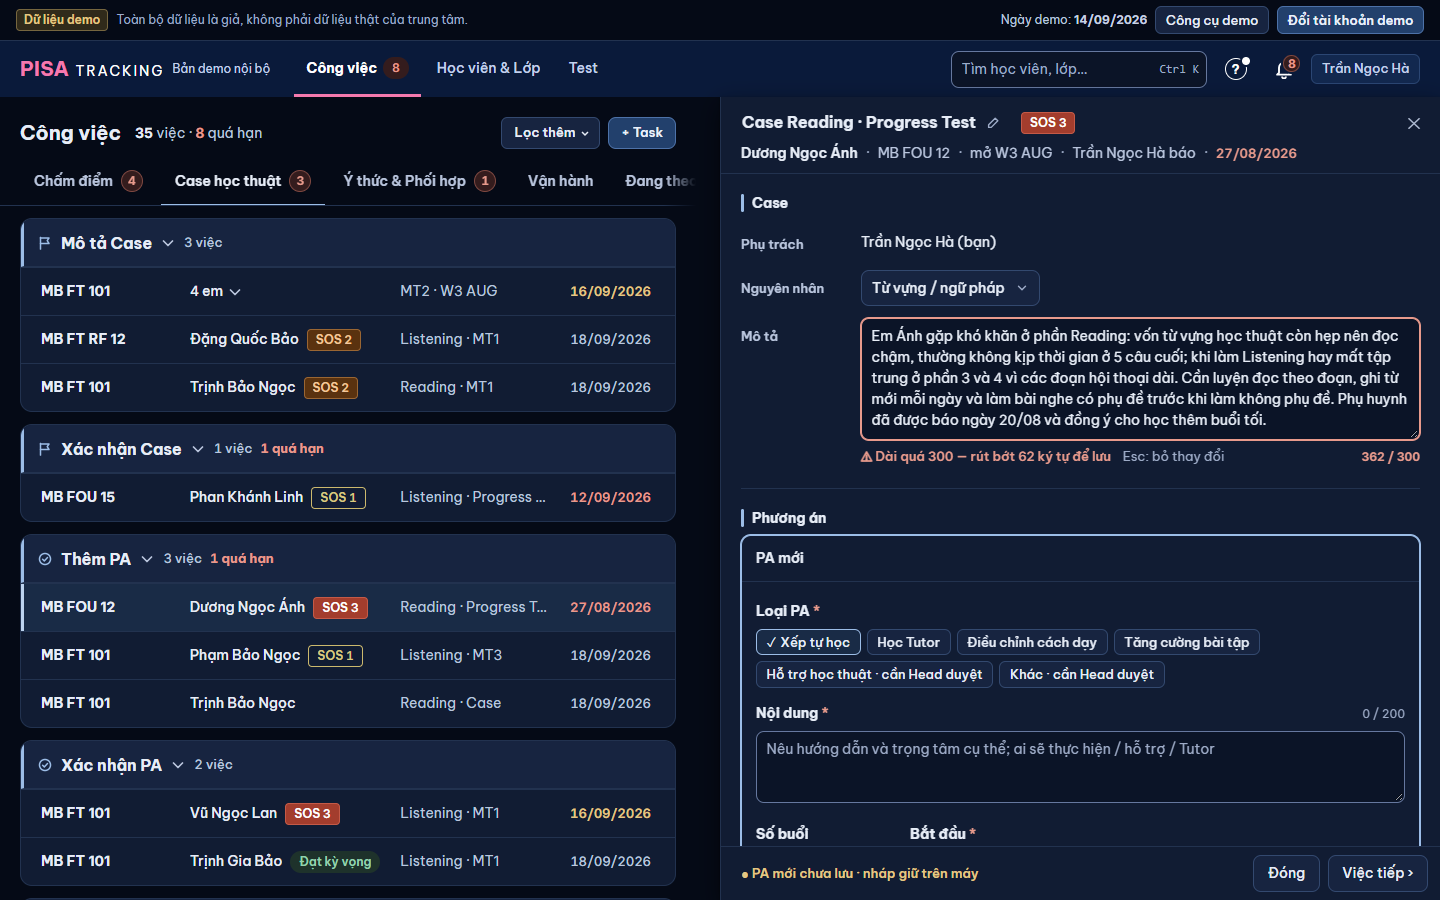 Dữ liệu demo Toàn bộ dữ liệu là giả, không phải dữ liệu thật của trung tâm. Ngày demo: 14/09/2026 Công cụ demo Đổi tài khoản demo
PISA TRACKING Bản demo nội bộ Công việc 8 Học viên & Lớp Test Tìm học viên, lớp... Ctrl K ? 8 Trần Ngọc Hà
Công việc 35 việc · 8 quá hạn Lọc thêm + Task
Chấm điểm 4 Case học thuật 3 Ý thức & Phối hợp 1 Vận hành Đang theo
Mô tả Case 3 việc
MB FT 101 4 em MT2 · W3 AUG 16/09/2026
MB FT RF 12 Đặng Quốc Bảo SOS 2 Listening · MT1 18/09/2026
MB FT 101 Trịnh Bảo Ngọc SOS 2 Reading · MT1 18/09/2026
Xác nhận Case 1 việc 1 quá hạn
MB FOU 15 Phan Khánh Linh SOS 1 Listening · Progress ... 12/09/2026
Thêm PA 3 việc 1 quá hạn
MB FOU 12 Dương Ngọc Ánh SOS 3 Reading · Progress T... 27/08/2026
MB FT 101 Phạm Bảo Ngọc SOS 1 Listening · MT3 18/09/2026
MB FT 101 Trịnh Bảo Ngọc Reading · Case 18/09/2026
Xác nhận PA 2 việc
MB FT 101 Vũ Ngọc Lan SOS 3 Listening · MT1 16/09/2026
MB FT 101 Trịnh Gia Bảo Đạt kỳ vọng Listening · MT1 18/09/2026
Case Reading · Progress Test SOS 3
Dương Ngọc Ánh · MB FOU 12 · mở W3 AUG · Trần Ngọc Hà báo · 27/08/2026
Case
Phụ trách Trần Ngọc Hà (bạn)
Nguyên nhân Từ vựng / ngữ pháp
Mô tả Em Ánh gặp khó khăn ở phần Reading: vốn từ vựng học thuật còn hẹp nên đọc
chậm, thường không kịp thời gian ở 5 câu cuối; khi làm Listening hay mất tập
trung ở phần 3 và 4 vì các đoạn hội thoại dài. Cần luyện đọc theo đoạn, ghi từ
mới mỗi ngày và làm bài nghe có phụ đề trước khi làm không phụ đề. Phụ huynh
đã được báo ngày 20/08 và đồng ý cho học thêm buổi tối.
Dài quá 300 — rút bớt 62 ký tự để lưu Esc: bỏ thay đổi 362 / 300
Phương án
PA mới
Loại PA *
✓ Xếp tự học Học Tutor Điều chỉnh cách dạy Tăng cường bài tập
Hỗ trợ học thuật · cần Head duyệt Khác · cần Head duyệt
Nội dung * 0 / 200
Nêu hướng dẫn và trọng tâm cụ thể; ai sẽ thực hiện / hỗ trợ / Tutor
Số buổi Bắt đầu *
● PA mới chưa lưu · nháp giữ trên máy Đóng Việc tiếp ›